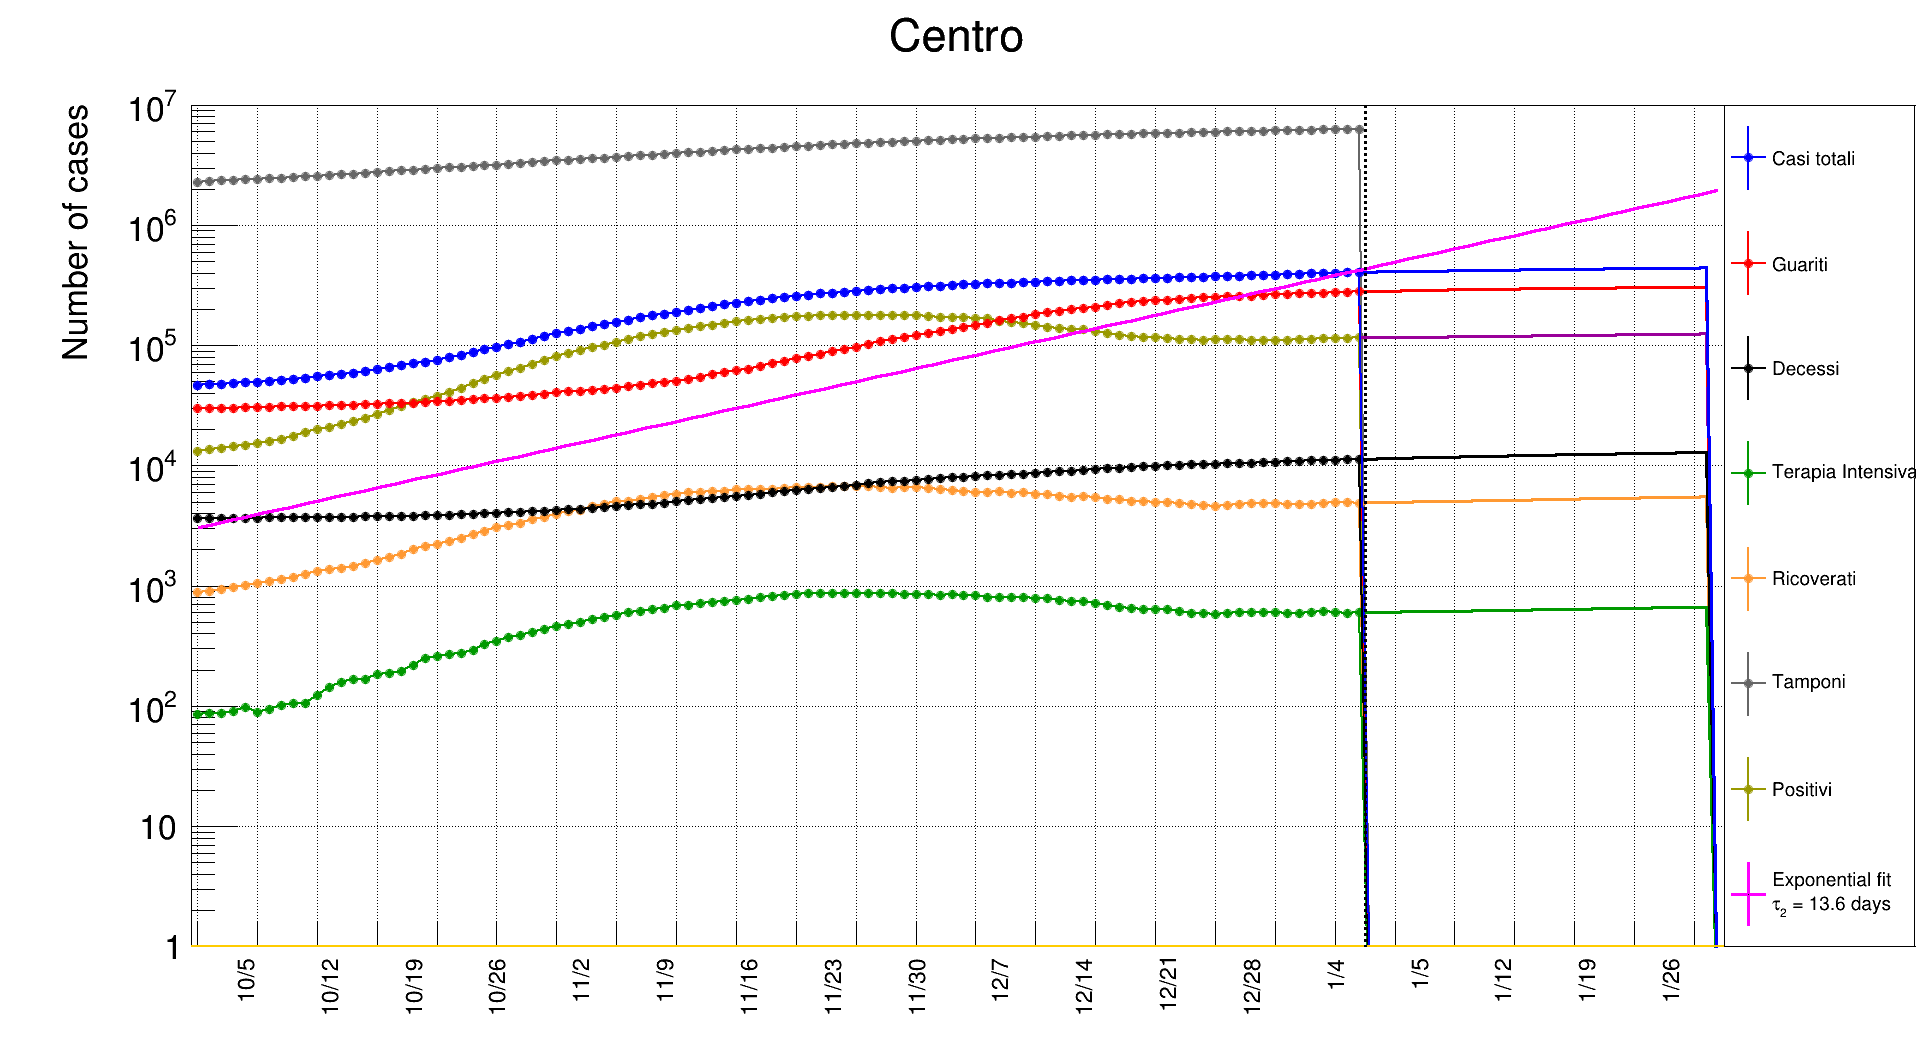 Centro
Number of cases
10^7
10^6
10^5
10^4
10^3
10^2
10
1
10/5
10/12
10/19
10/26
11/2
11/9
11/16
11/23
11/30
12/7
12/14
12/21
12/28
1/4
1/5
1/12
1/19
1/26
Casi totali
Guariti
Decessi
Terapia Intensiva
Ricoverati
Tamponi
Positivi
Exponential fit
τ_2 = 13.6 days